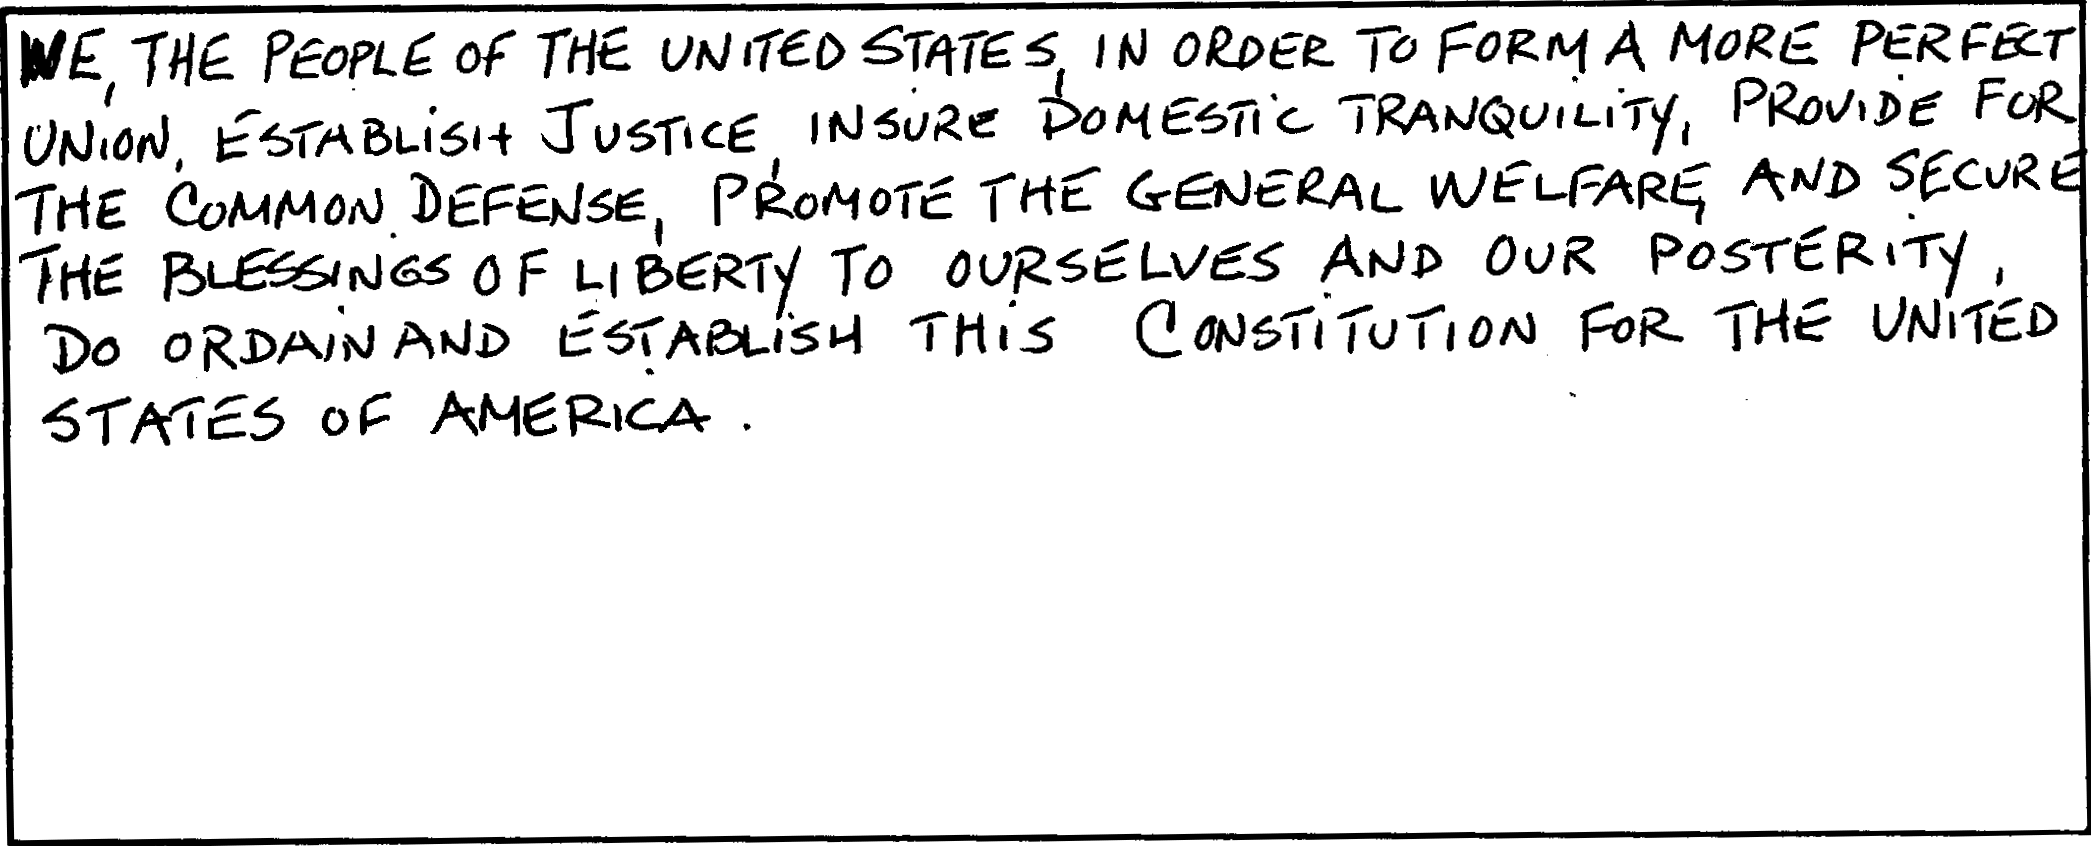 WE, THE PEOPLE OF THE UNITED STATES, IN ORDER TO FORM A MORE PERFECT
UNION, ESTABLISH JUSTICE, INSURE DOMESTIC TRANQUILITY, PROVIDE FOR
THE COMMON DEFENSE, PROMOTE THE GENERAL WELFARE, AND SECURE
THE BLESSINGS OF LIBERTY TO OURSELVES AND OUR POSTERITY,
DO ORDAIN AND ESTABLISH THIS CONSTITUTION FOR THE UNITED
STATES OF AMERICA.